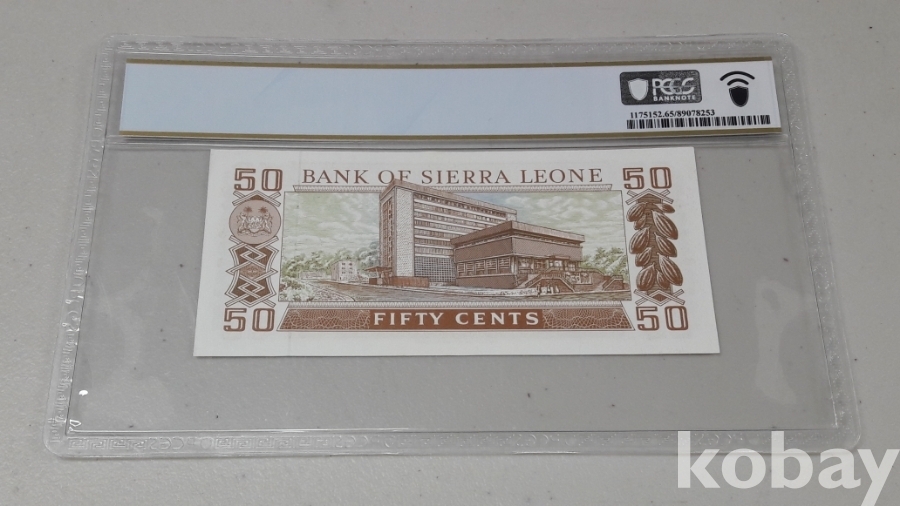 PCGS
BANKNOTE
1175152.65/89078253
50 BANK OF SIERRA LEONE 50
50 FIFTY CENTS 50
kobay